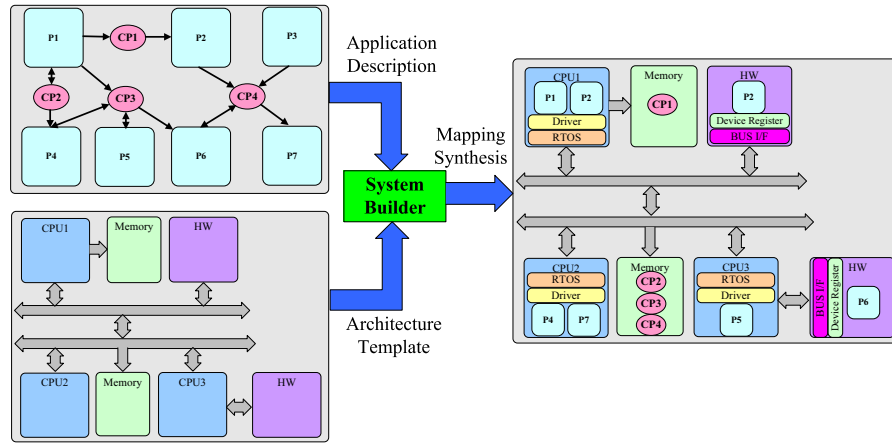 P1
CP1
P2
P3
CP2
CP3
CP4
P4
P5
P6
P7
Application
Description
Mapping
Synthesis
System
Builder
Architecture
Template
CPU1
Memory
HW
CPU2
Memory
CPU3
HW
CPU1
P1
P2
Driver
RTOS
Memory
CP1
HW
P2
Device Register
BUS I/F
CPU2
RTOS
Driver
P4
P7
Memory
CP2
CP3
CP4
CPU3
RTOS
Driver
P5
BUS I/F
Device Register
HW
P6